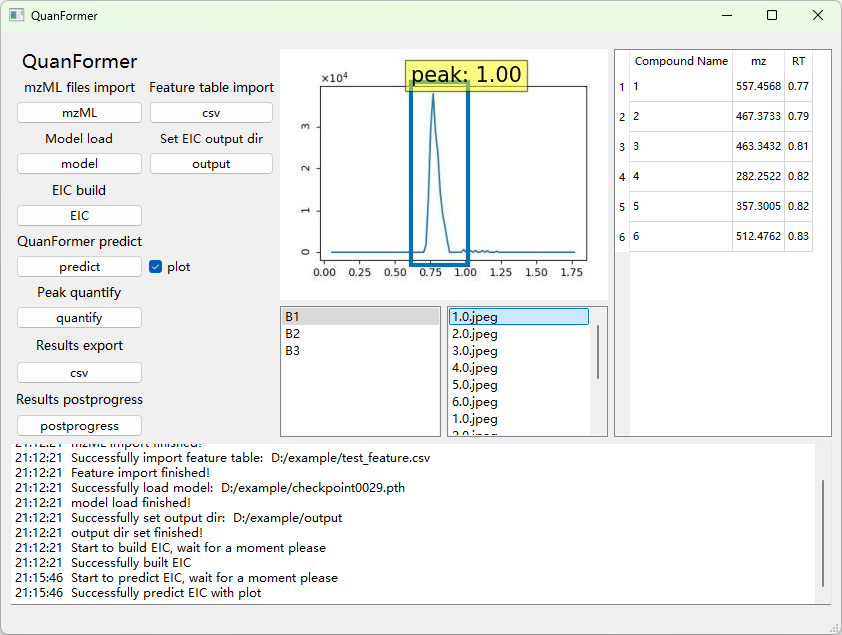 QuanFormer
QuanFormer
mzML files import
Feature table import
mzML
csv
Model load
Set EIC output dir
model
output
EIC build
EIC
QuanFormer predict
predict
plot
Peak quantify
quantify
Results export
csv
Results postprogress
postprogress
peak: 1.00
×10⁴
3
2
1
0
0.00 0.25 0.50 0.75 1.00 1.25 1.50 1.75
B1
B2
B3
1.0.jpeg
2.0.jpeg
3.0.jpeg
4.0.jpeg
5.0.jpeg
6.0.jpeg
1.0.jpeg
2.0.jpeg
Compound Name mz RT
1 1 557.4568 0.77
2 2 467.3733 0.79
3 3 463.3432 0.81
4 4 282.2522 0.82
5 5 357.3005 0.82
6 6 512.4762 0.83
21:12:21 mzML import finished!
21:12:21 Successfully import feature table: D:/example/test_feature.csv
21:12:21 Feature import finished!
21:12:21 Successfully load model: D:/example/checkpoint0029.pth
21:12:21 model load finished!
21:12:21 Successfully set output dir: D:/example/output
21:12:21 output dir set finished!
21:12:21 Start to build EIC, wait for a moment please
21:12:21 Successfully built EIC
21:15:46 Start to predict EIC, wait for a moment please
21:15:46 Successfully predict EIC with plot